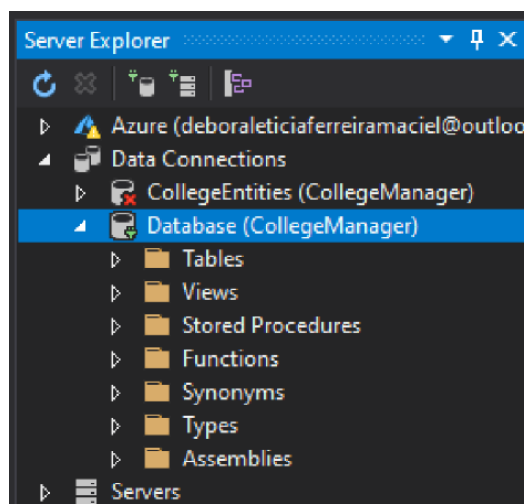 Server Explorer
Azure (deboraleticiaferreiramaciel@outloo
Data Connections
CollegeEntities (CollegeManager)
Database (CollegeManager)
Tables
Views
Stored Procedures
Functions
Synonyms
Types
Assemblies
Servers